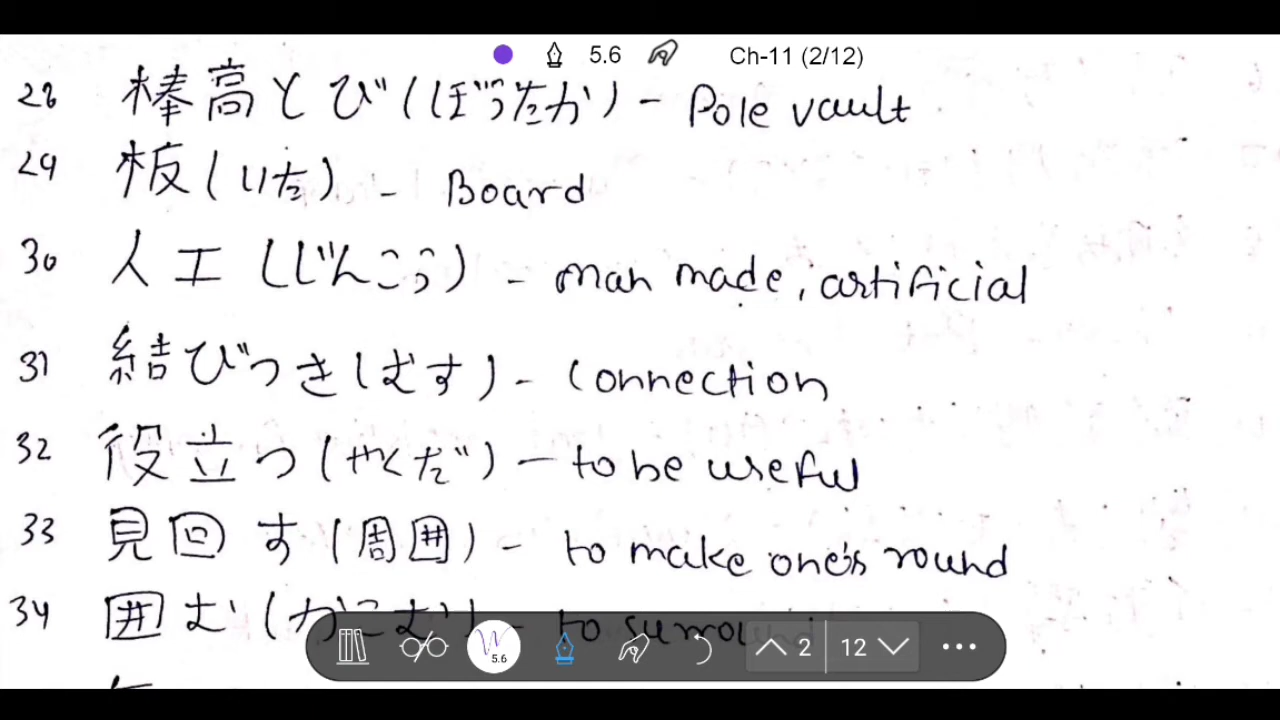 5.6 Ch-11 (2/12)
28 棒高とび (ぼうたか) - Pole vault
29 板 (いた) - Board
30 人工 (じんこう) - man made, artificial
31 結びつき (むす) - Connection
32 役立つ (やくだ) - to be useful
33 見回す (周囲) - to make one's round
34 囲む (かこむ) - to surround
5.6 2 12